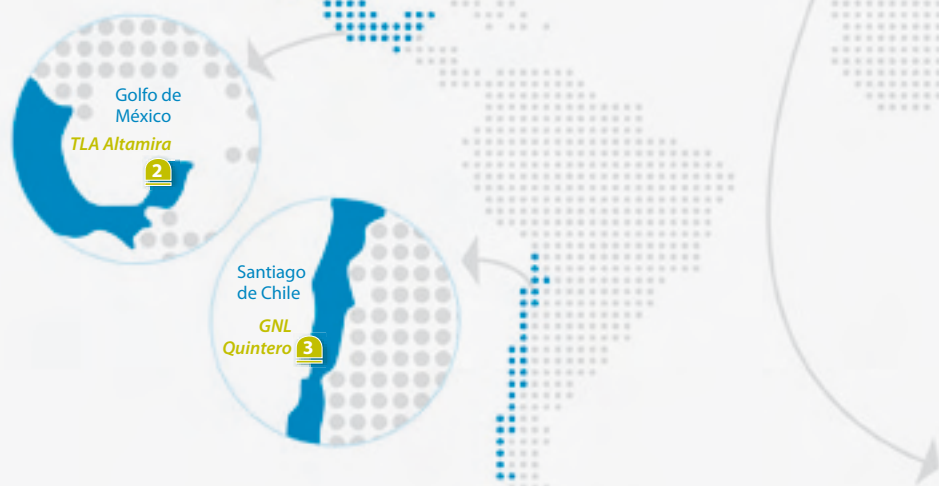 Golfo de
México
TLA Altamira
2
Santiago
de Chile
GNL
Quintero 3